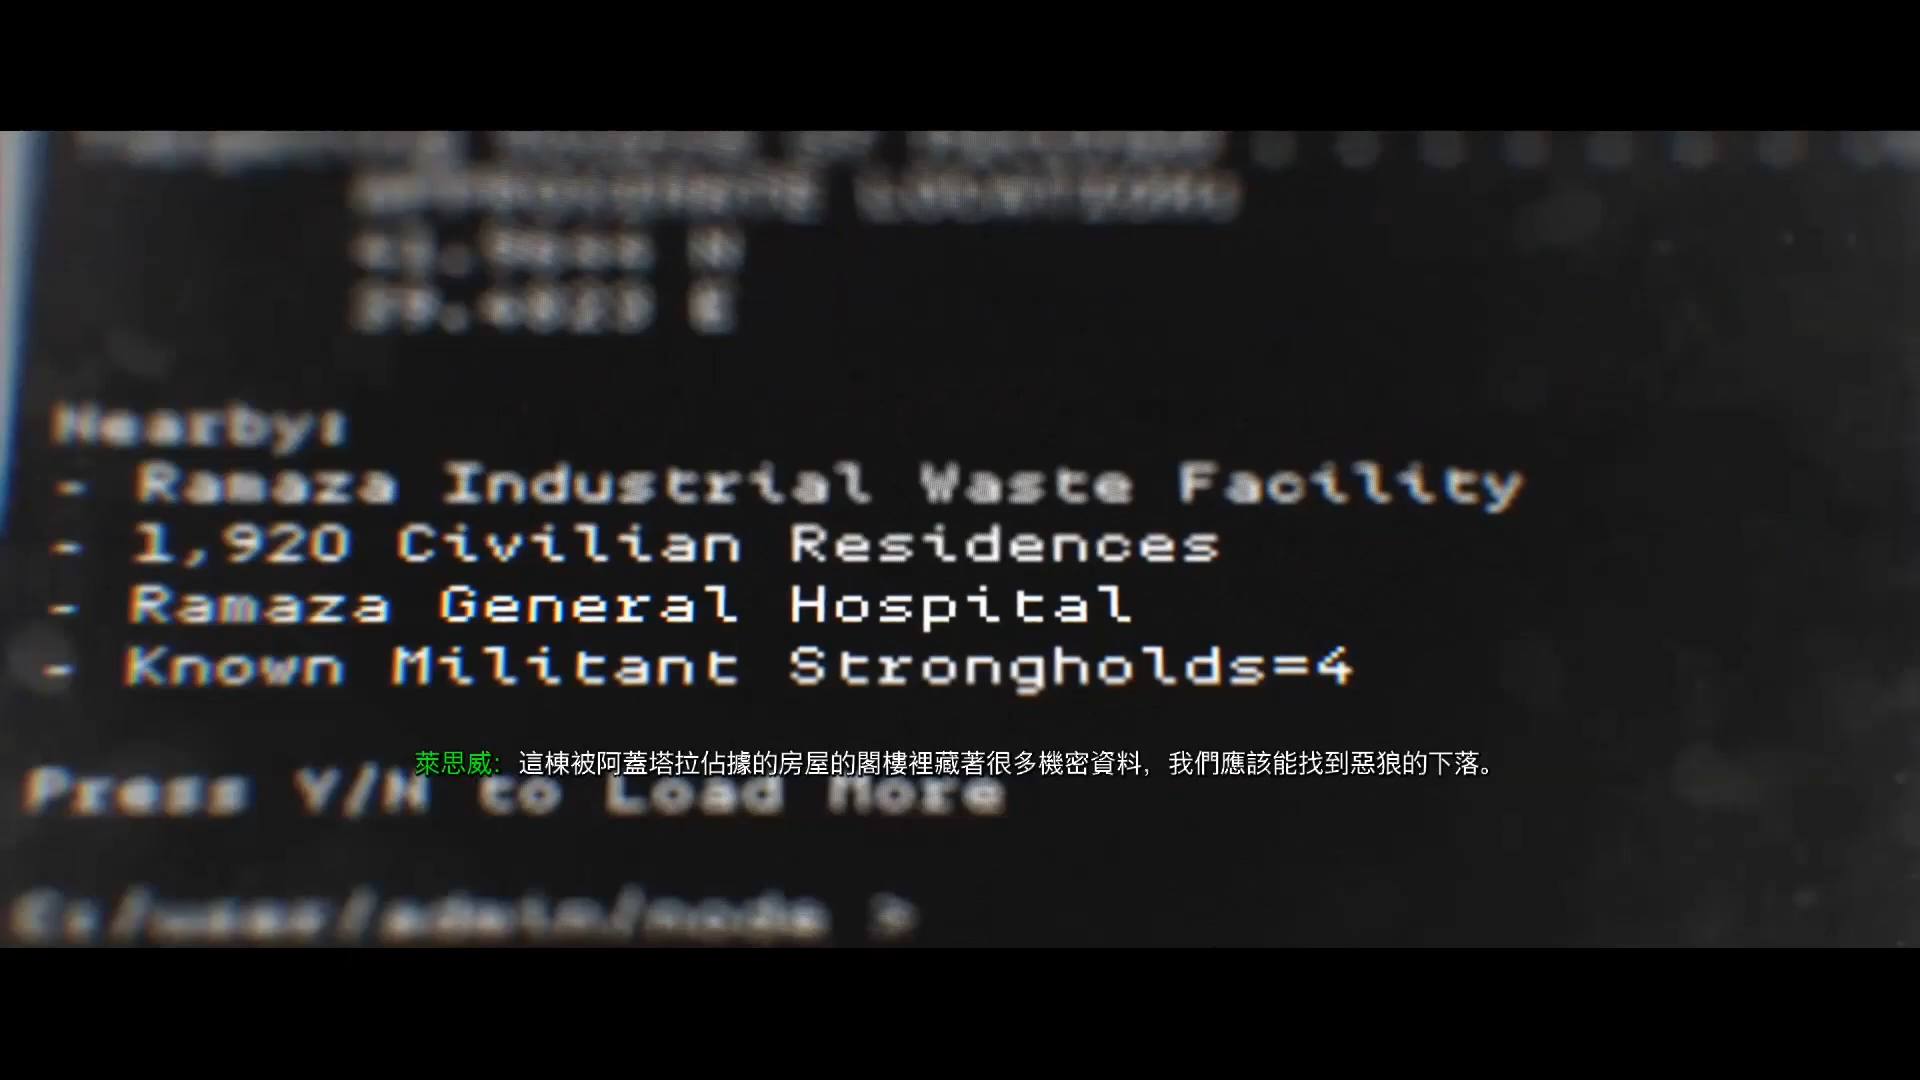 Nearby:
- Ramaza Industrial Waste Facility
- 1,920 Civilian Residences
- Ramaza General Hospital
- Known Militant Strongholds=4
萊思威：這棟被阿蓋塔拉佔據的房屋的閣樓裡藏著很多機密資料，我們應該能找到惡狼的下落。
Press Y/N to Load More
C:/user/admin/node >